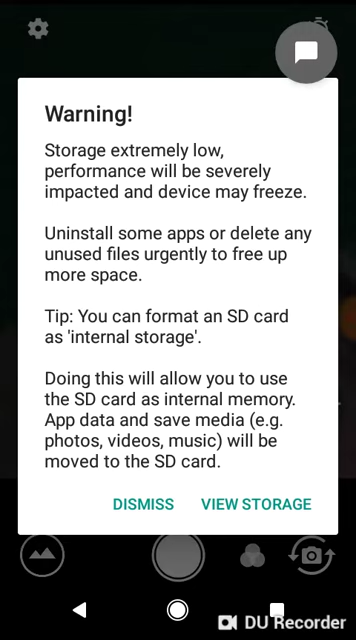 Warning!
Storage extremely low,
performance will be severely
impacted and device may freeze.
Uninstall some apps or delete any
unused files urgently to free up
more space.
Tip: You can format an SD card
as 'internal storage'.
Doing this will allow you to use
the SD card as internal memory.
App data and save media (e.g.
photos, videos, music) will be
moved to the SD card.
DISMISS VIEW STORAGE
DU Recorder